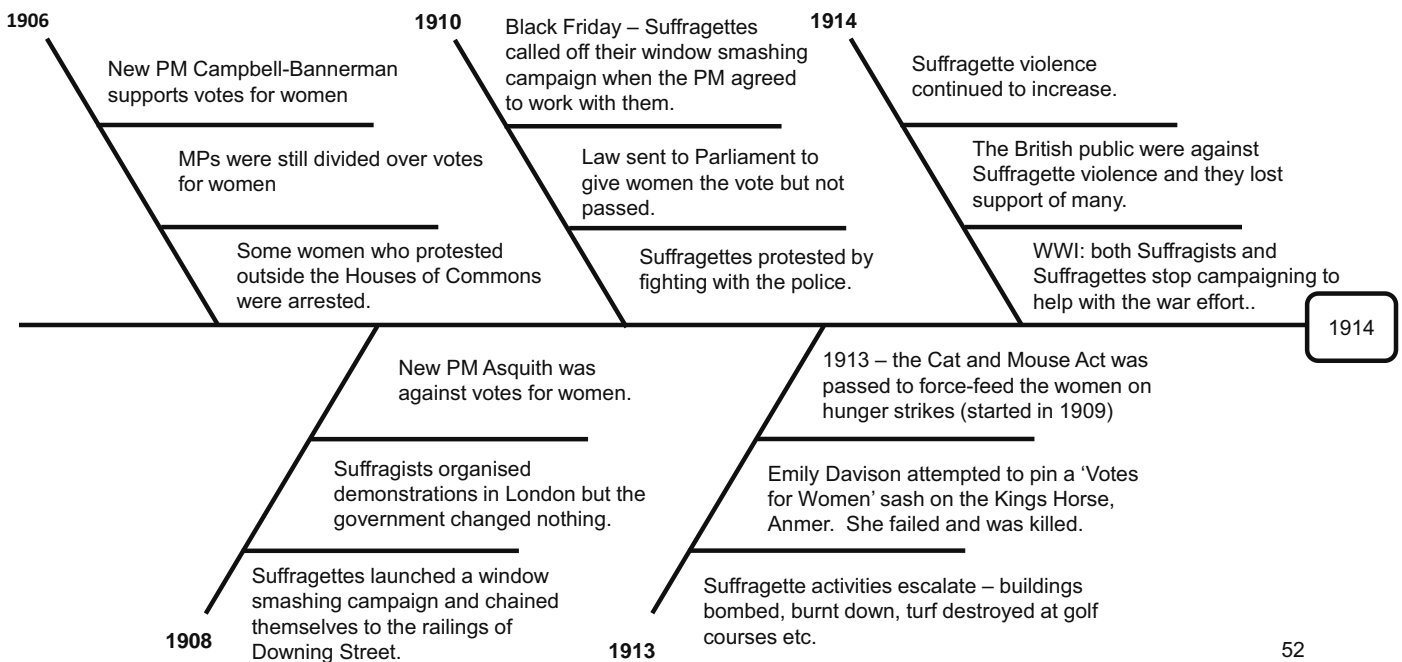 1906
New PM Campbell-Bannerman
supports votes for women
MPs were still divided over votes
for women
Some women who protested
outside the Houses of Commons
were arrested.
1910
Black Friday – Suffragettes
called off their window smashing
campaign when the PM agreed
to work with them.
Law sent to Parliament to
give women the vote but not
passed.
Suffragettes protested by
fighting with the police.
1914
Suffragette violence
continued to increase.
The British public were against
Suffragette violence and they lost
support of many.
WWI: both Suffragists and
Suffragettes stop campaigning to
help with the war effort..
1914
New PM Asquith was
against votes for women.
Suffragists organised
demonstrations in London but the
government changed nothing.
Suffragettes launched a window
smashing campaign and chained
themselves to the railings of
Downing Street.
1908
1913 – the Cat and Mouse Act was
passed to force-feed the women on
hunger strikes (started in 1909)
Emily Davison attempted to pin a ‘Votes
for Women’ sash on the Kings Horse,
Anmer.  She failed and was killed.
Suffragette activities escalate – buildings
bombed, burnt down, turf destroyed at golf
courses etc.
1913
52